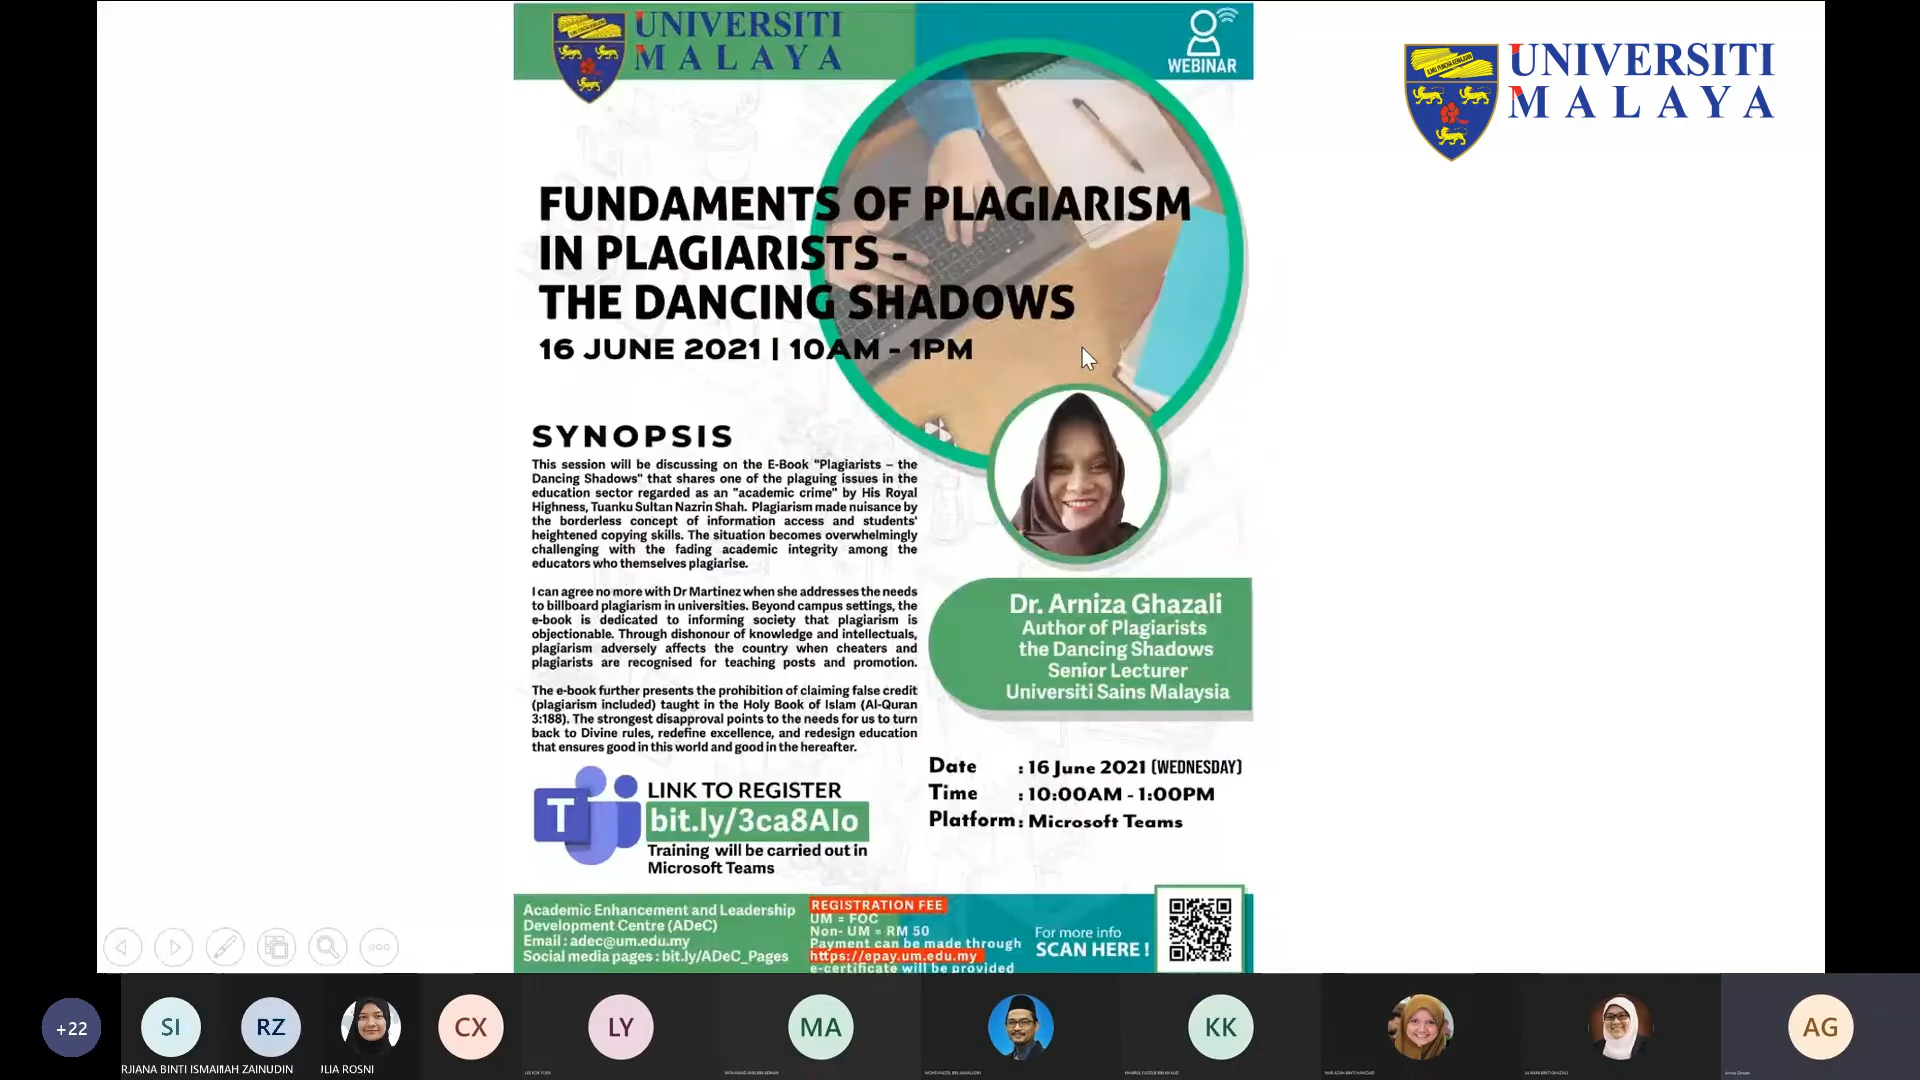 UNIVERSITI
MALAYA
WEBINAR
UNIVERSITI
MALAYA
FUNDAMENTS OF PLAGIARISM
IN PLAGIARISTS -
THE DANCING SHADOWS
16 JUNE 2021 | 10AM - 1PM
SYNOPSIS
This session will be discussing on the E-Book "Plagiarists – the
Dancing Shadows" that shares one of the plaguing issues in the
education sector regarded as an "academic crime" by His Royal
Highness, Tuanku Sultan Nazrin Shah. Plagiarism made nuisance by
the borderless concept of information access and students'
heightened copying skills. The situation becomes overwhelmingly
challenging with the fading academic integrity among the
educators who themselves plagiarise.
I can agree no more with Dr Martinez when she addresses the needs
to billboard plagiarism in universities. Beyond campus settings, the
e-book is dedicated to informing society that plagiarism is
objectionable. Through dishonour of knowledge and intellectuals,
plagiarism adversely affects the country when cheaters and
plagiarists are recognised for teaching posts and promotion.
The e-book further presents the prohibition of claiming false credit
(plagiarism included) taught in the Holy Book of Islam (Al-Quran
3:188). The strongest disapproval points to the needs for us to turn
back to Divine rules, redefine excellence, and redesign education
that ensures good in this world and good in the hereafter.
Dr. Arniza Ghazali
Author of Plagiarists
the Dancing Shadows
Senior Lecturer
Universiti Sains Malaysia
Date : 16 June 2021 (WEDNESDAY)
Time : 10:00AM - 1:00PM
Platform : Microsoft Teams
T
LINK TO REGISTER
bit.ly/3ca8AIo
Training will be carried out in
Microsoft Teams
Academic Enhancement and Leadership
Development Centre (ADeC)
Email : adec@um.edu.my
Social media pages : bit.ly/ADeC_Pages
REGISTRATION FEE
UM = FOC
Non- UM = RM 50
Payment can be made through
https://epay.um.edu.my
e-certificate will be provided
For more info
SCAN HERE !
+22
SI
RZ
CX
LY
MA
KK
AG
RJIANA BINTI ISMAI
IAH ZAINUDIN
JLIA ROSNI